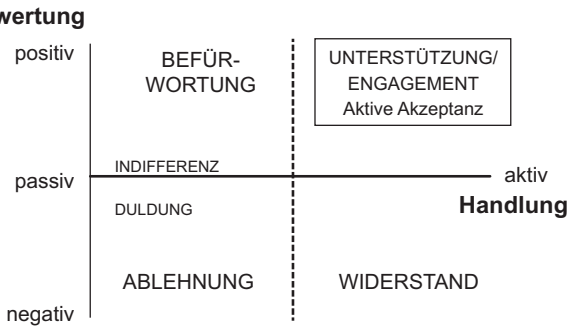 wertung
positiv
BEFÜR-
WORTUNG
UNTERSTÜTZUNG/
ENGAGEMENT
Aktive Akzeptanz
INDIFFERENZ
passiv
aktiv
DULDUNG
Handlung
ABLEHNUNG
WIDERSTAND
negativ